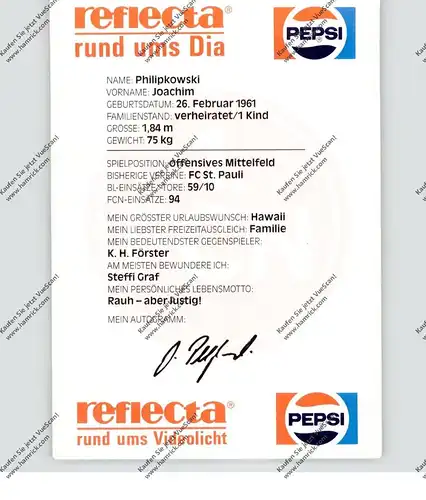 reflecta®
rund ums Dia
PEPSI
NAME: Philipkowski
VORNAME: Joachim
GEBURTSDATUM: 26. Februar 1961
FAMILIENSTAND: verheiratet/1 Kind
GRÖSSE: 1,84 m
GEWICHT: 75 kg
SPIELPOSITION: offensives Mittelfeld
BISHERIGE VEREINE: FC St. Pauli
BL-EINSÄTZE/TORE: 59/10
FCN-EINSÄTZE: 94
MEIN GRÖSSTER URLAUBSWUNSCH: Hawaii
MEIN LIEBSTER FREIZEITAUSGLEICH: Familie
MEIN BEDEUTENDSTER GEGENSPIELER:
K. H. Förster
AM MEISTEN BEWUNDERE ICH:
Steffi Graf
MEIN PERSÖNLICHES LEBENSMOTTO:
Rauh – aber lustig!
MEIN AUTOGRAMM:
reflecta®
rund ums Videolicht
PEPSI
Kaufen Sie jetzt VueScan!
www.hamrick.com